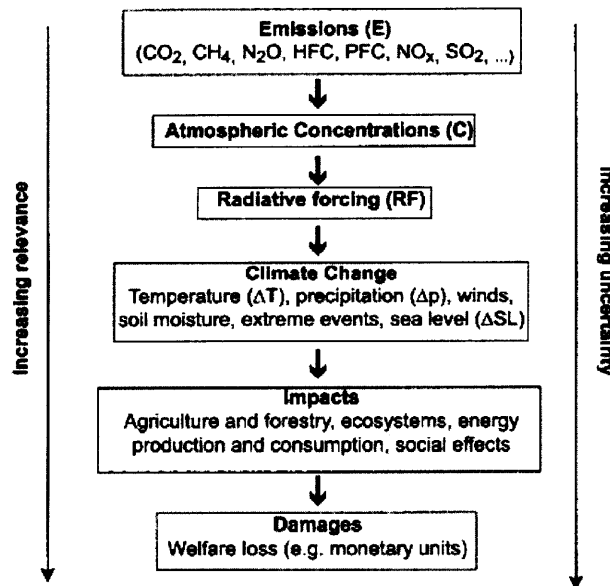 Emissions (E)
(CO₂, CH₄, N₂O, HFC, PFC, NOₓ, SO₂, ...)
Atmospheric Concentrations (C)
Radiative forcing (RF)
Climate Change
Temperature (ΔT), precipitation (Δp), winds,
soil moisture, extreme events, sea level (ΔSL)
Impacts
Agriculture and forestry, ecosystems, energy
production and consumption, social effects
Damages
Welfare loss (e.g. monetary units)
Increasing relevance
Increasing uncertainty